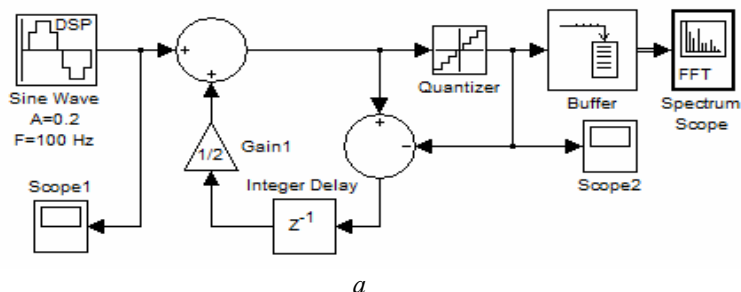 DSP
Sine Wave
A=0.2
F=100 Hz
+
+
Quantizer
Buffer
FFT
Spectrum
Scope
1/2
Gain1
+
-
Scope2
Scope1
Integer Delay
z-1
a